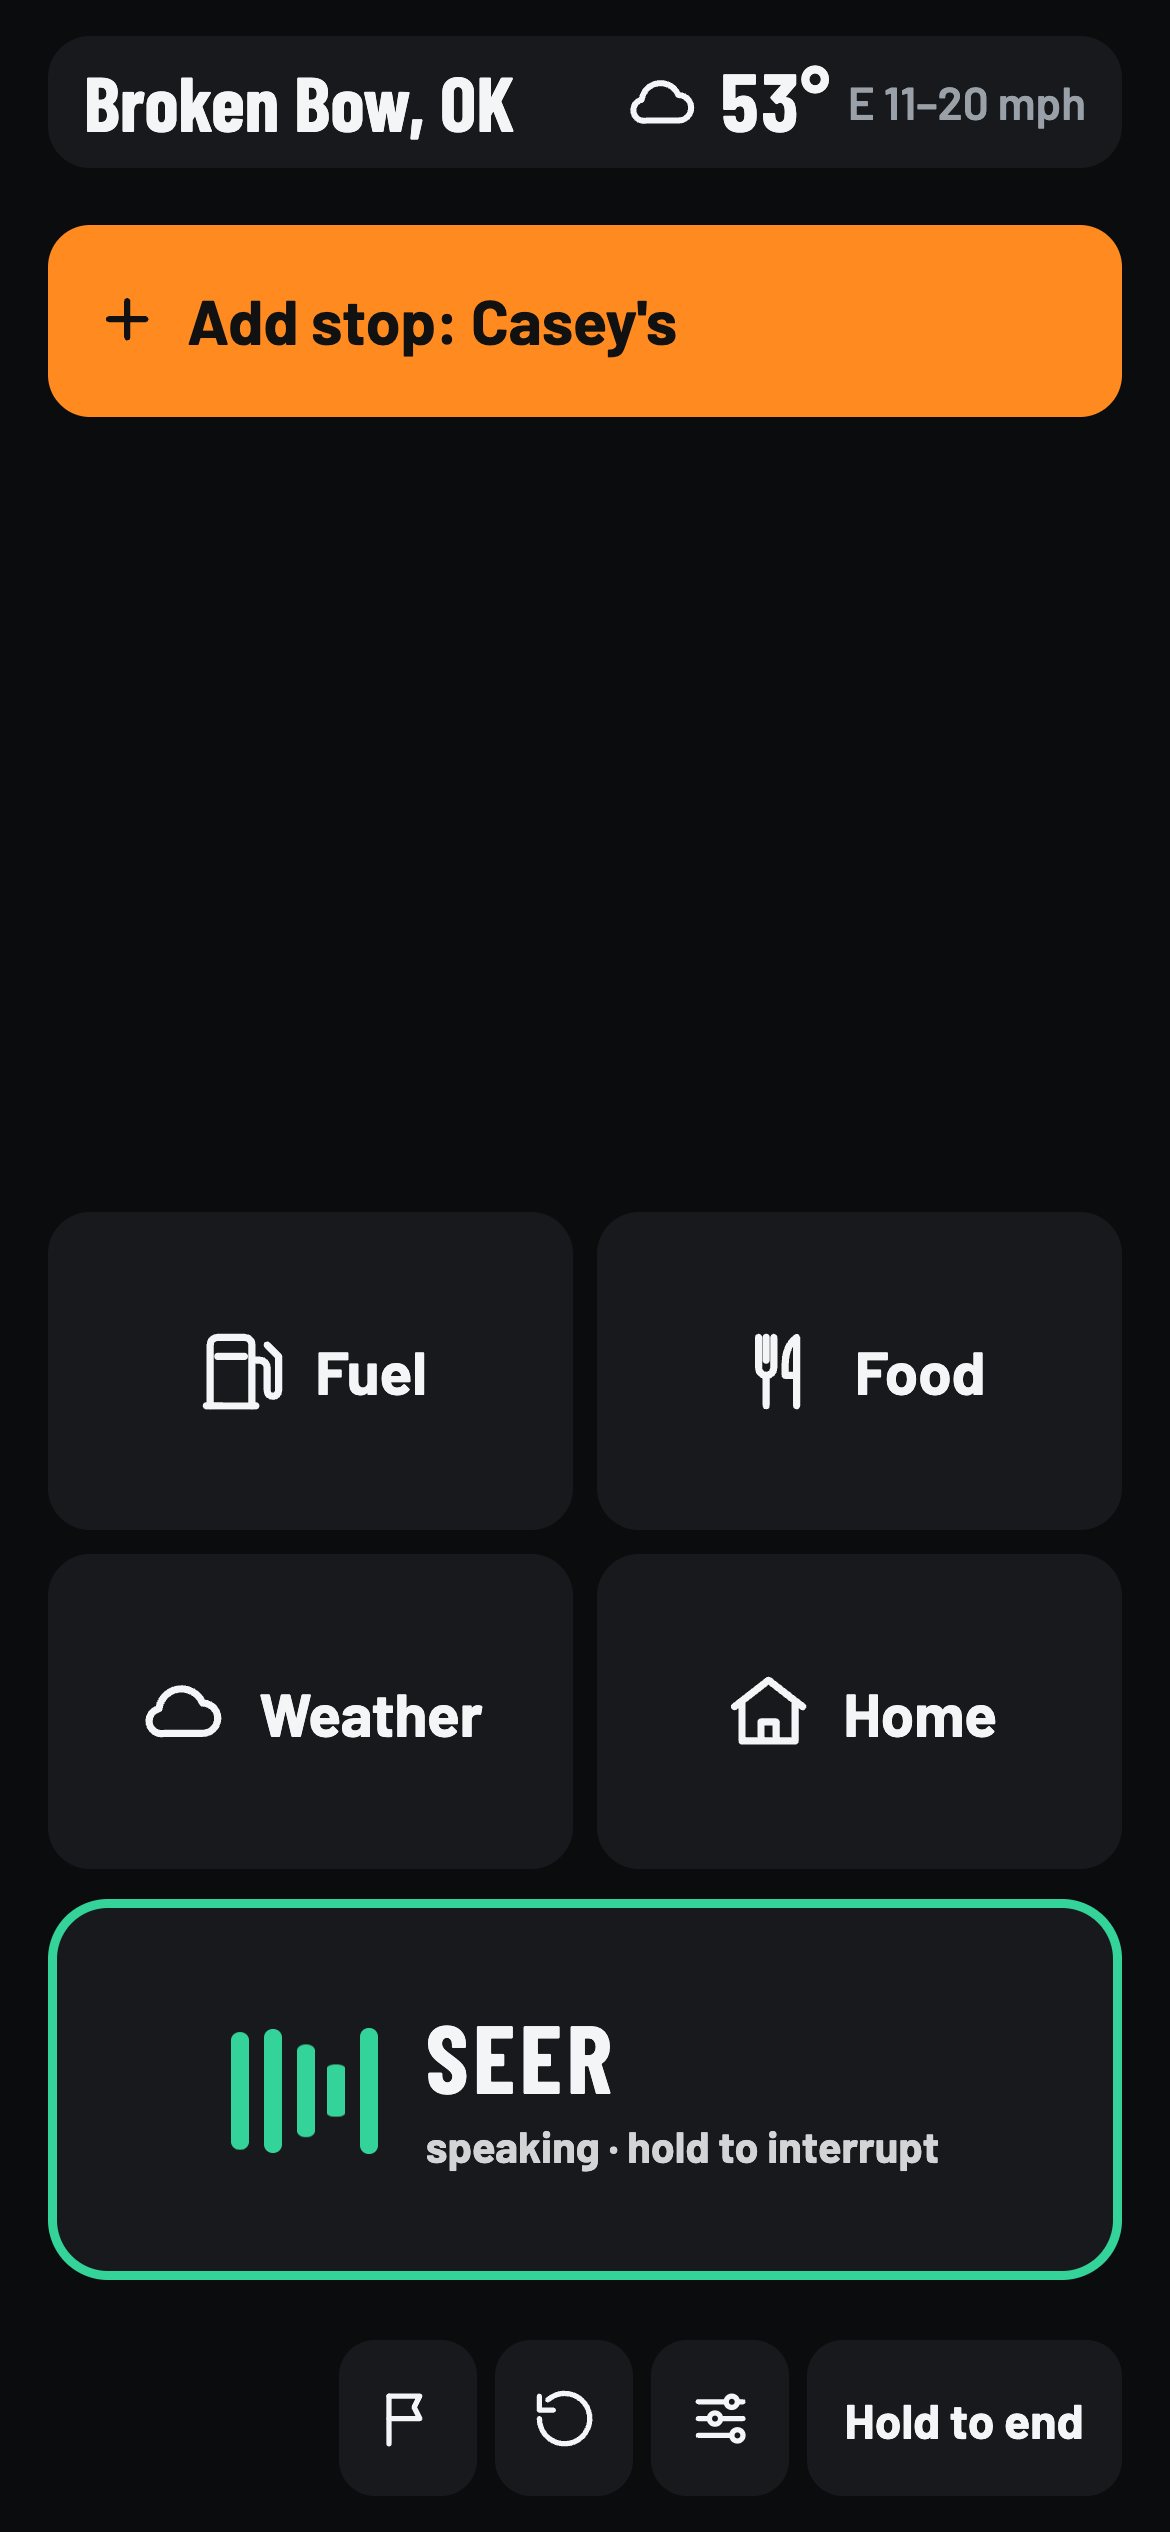 Broken Bow, OK 53° E 11–20 mph
Add stop: Casey's
Fuel
Food
Weather
Home
SEER
speaking · hold to interrupt
Hold to end